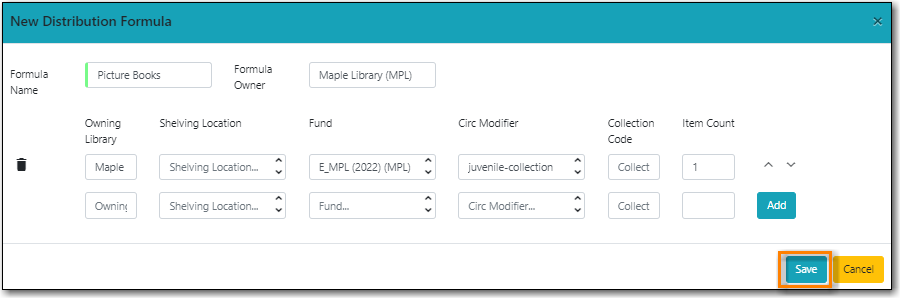 New Distribution Formula ×
Formula Name Picture Books Formula Owner Maple Library (MPL)
Owning Library Shelving Location Fund Circ Modifier Collection Code Item Count
Maple Shelving Location... E_MPL (2022) (MPL) juvenile-collection Collect 1
Owning Shelving Location... Fund... Circ Modifier... Collect Add
Save Cancel